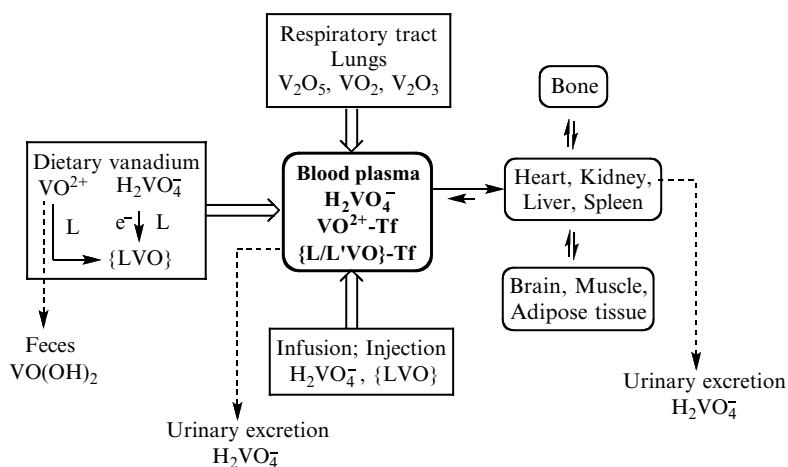 Respiratory tract
Lungs
V₂O₅, VO₂, V₂O₃
Bone
Dietary vanadium
VO²⁺ H₂VO₄⁻
L e⁻ L
{LVO}
Blood plasma
H₂VO₄⁻
VO²⁺-Tf
{L/L'VO}-Tf
Heart, Kidney,
Liver, Spleen
Brain, Muscle,
Adipose tissue
Feces
VO(OH)₂
Infusion; Injection
H₂VO₄⁻, {LVO}
Urinary excretion
H₂VO₄⁻
Urinary excretion
H₂VO₄⁻